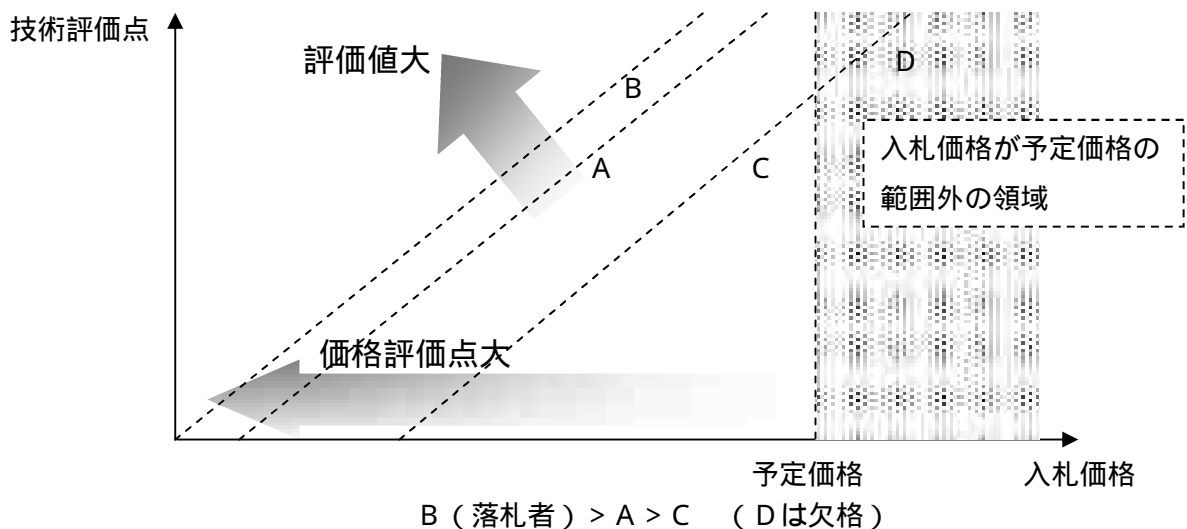 技術評価点
評価値大
B
D
A
C
入札価格が予定価格の
範囲外の領域
価格評価点大
予定価格
入札価格
B（落札者）> A > C　（Dは欠格）